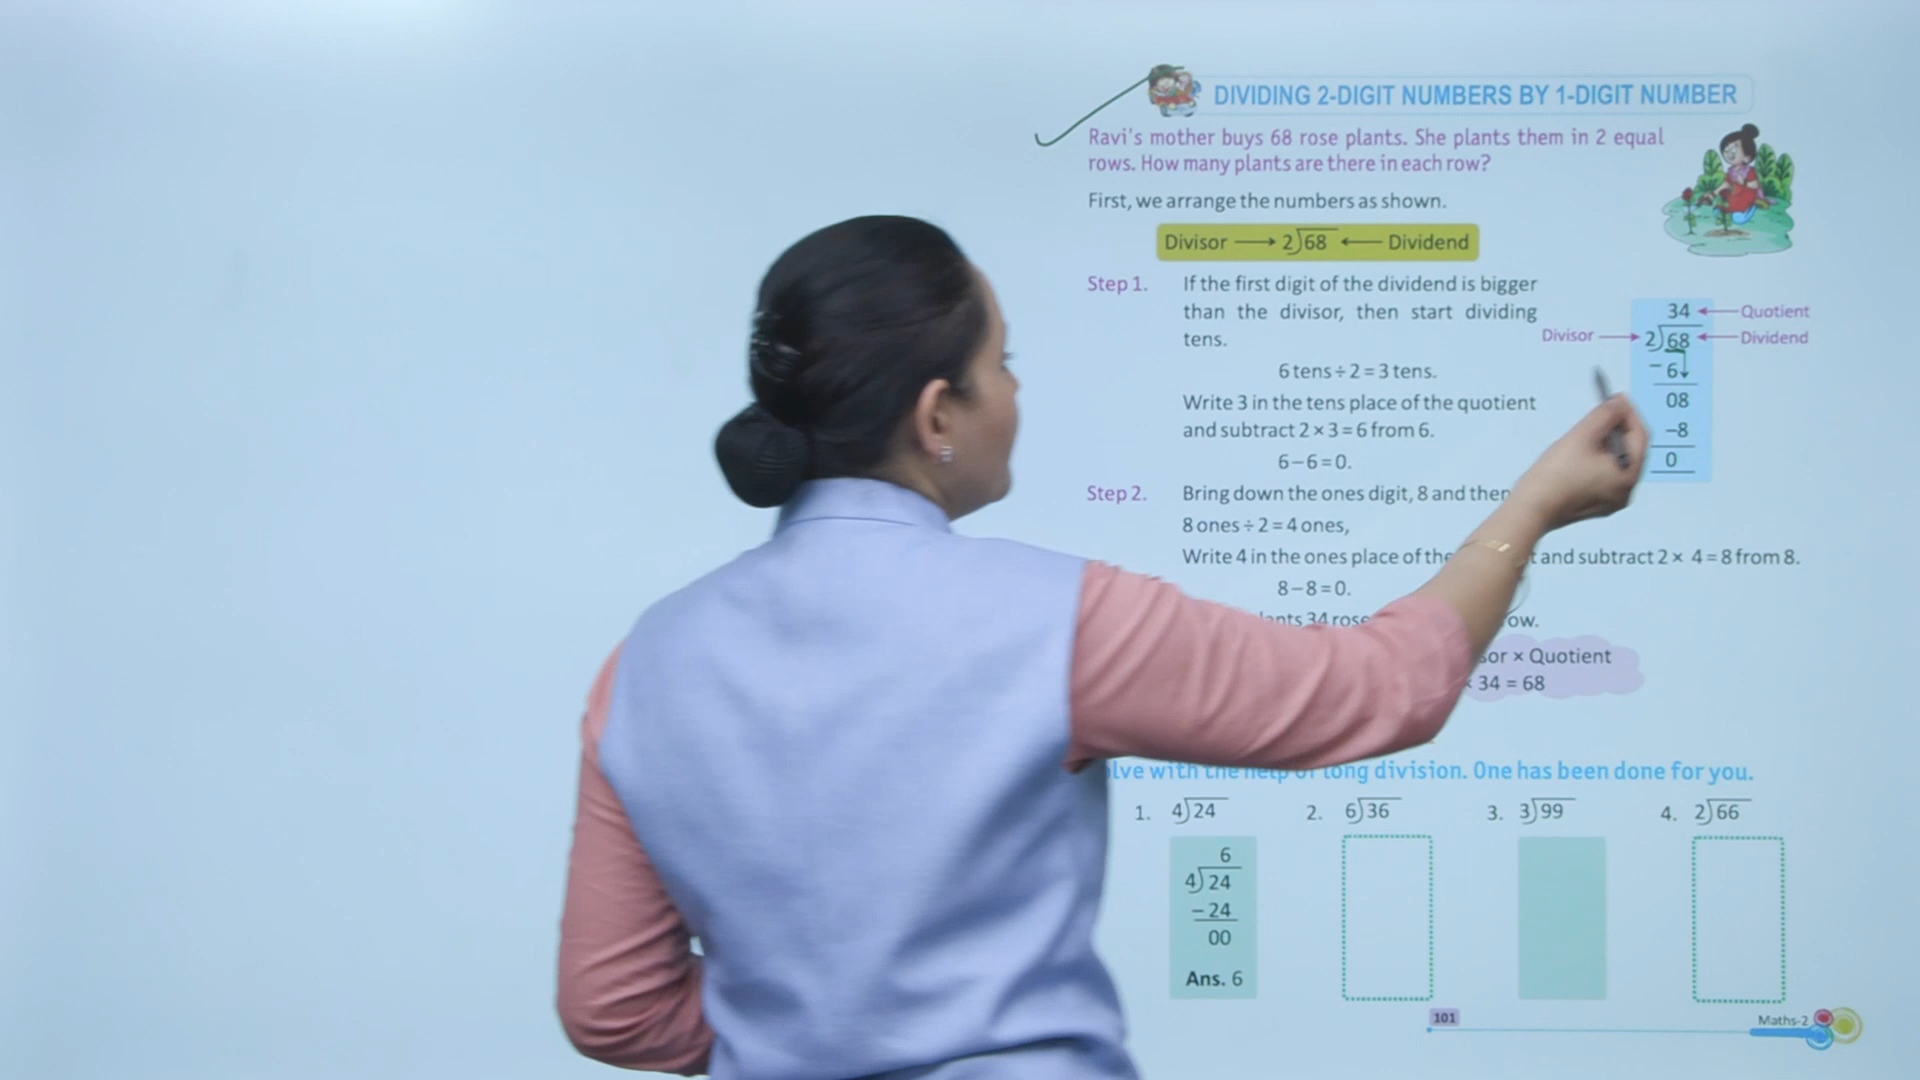 DIVIDING 2-DIGIT NUMBERS BY 1-DIGIT NUMBER
Ravi's mother buys 68 rose plants. She plants them in 2 equal
rows. How many plants are there in each row?
First, we arrange the numbers as shown.
Divisor → 2)68 ← Dividend
Step 1. If the first digit of the dividend is bigger
than the divisor, then start dividing
tens.
6 tens ÷ 2 = 3 tens.
Write 3 in the tens place of the quotient
and subtract 2 × 3 = 6 from 6.
6 – 6 = 0.
34 ← Quotient
Divisor → 2)68 ← Dividend
– 6↓
08
–8
0
Step 2. Bring down the ones digit, 8 and then
8 ones ÷ 2 = 4 ones,
Write 4 in the ones place of the and subtract 2 × 4 = 8 from 8.
8 – 8 = 0.
34 rose
× Quotient
34 = 68
with the help of long division. One has been done for you.
1. 4)24 2. 6)36 3. 3)99 4. 2)66
6
4)24
– 24
00
Ans. 6
101
Maths-2